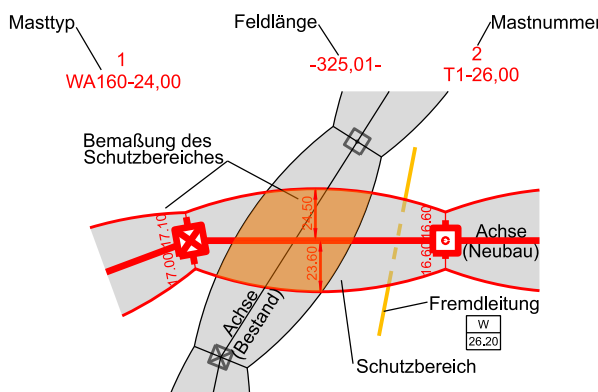 Masttyp
Feldlänge
Mastnummer
1
WA160-24,00
-325,01-
2
T1-26,00
Bemaßung des
Schutzbereiches
17.10
17.00
24.50
23.60
16.60
16.60
Achse
(Neubau)
Achse
(Bestand)
Fremdleitung
W
26.20
Schutzbereich